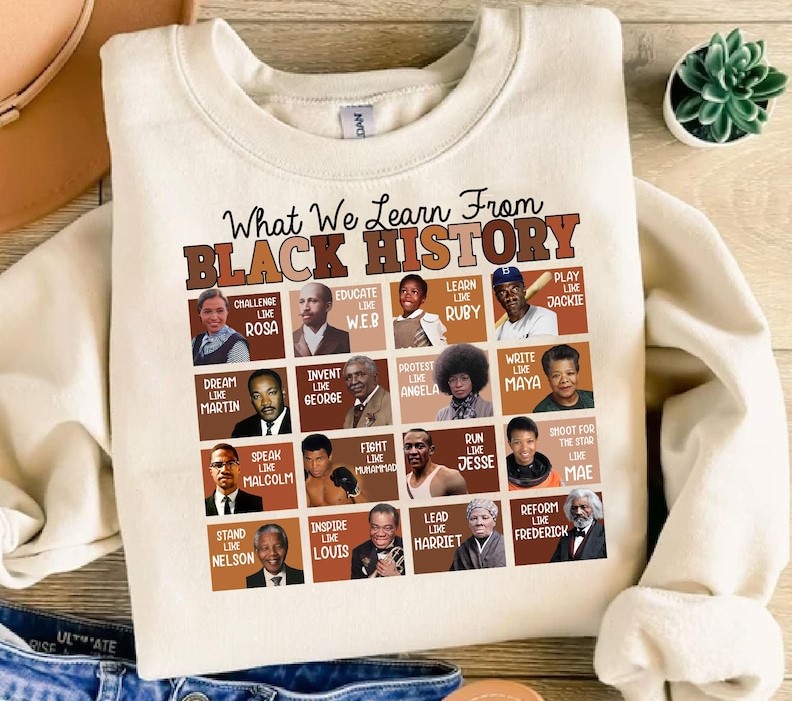 What We Learn From
BLACK HISTORY
CHALLENGE
LIKE
ROSA
EDUCATE
LIKE
W.E.B
LEARN
LIKE
RUBY
B
PLAY
LIKE
JACKIE
DREAM
LIKE
MARTIN
INVENT
LIKE
GEORGE
PROTEST
LIKE
ANGELA
WRITE
LIKE
MAYA
SPEAK
LIKE
MALCOLM
FIGHT
LIKE
MUHAMMAD
RUN
LIKE
JESSE
SHOOT FOR
THE STAR
LIKE
MAE
STAND
LIKE
NELSON
INSPIRE
LIKE
LOUIS
LEAD
LIKE
HARRIET
REFORM
LIKE
FREDERICK